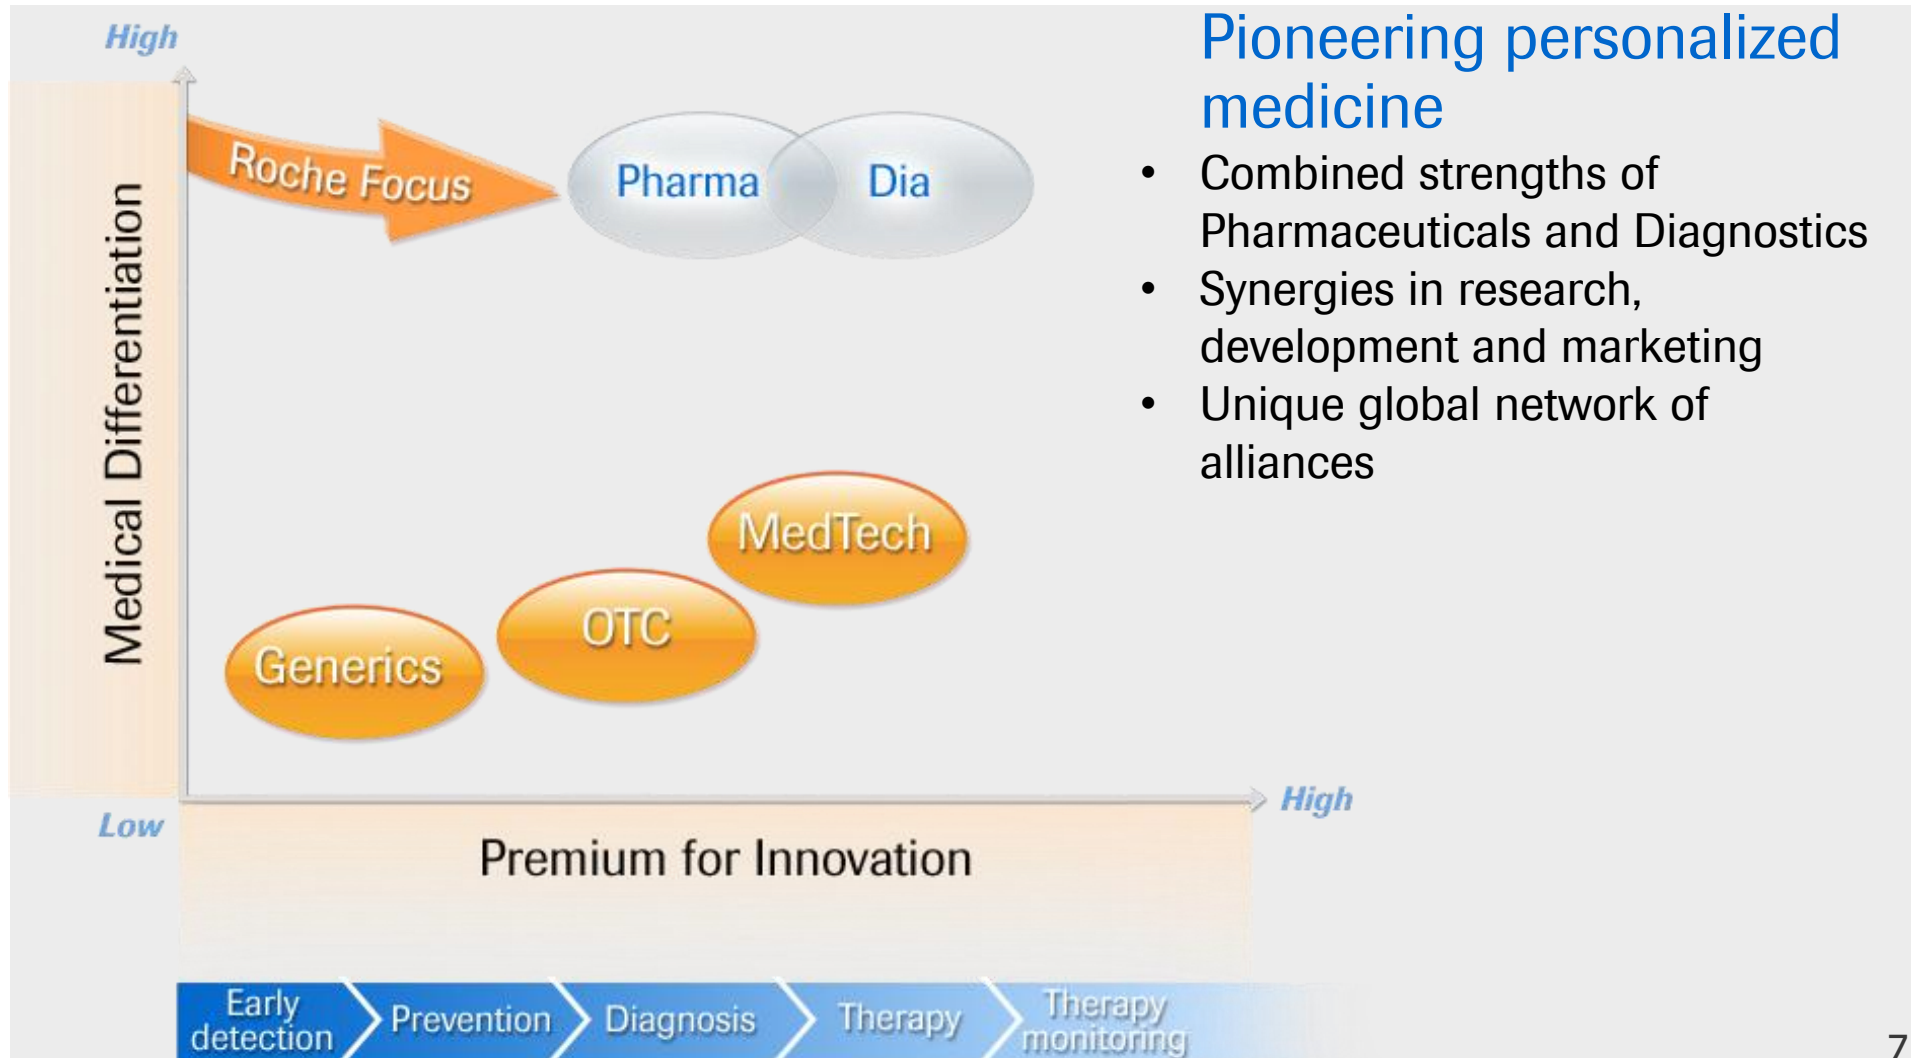 High
Medical Differentiation
Roche Focus
Pharma
Dia
MedTech
OTC
Generics
Low
High
Premium for Innovation
Early
detection
Prevention
Diagnosis
Therapy
Therapy
monitoring
Pioneering personalized
medicine
• Combined strengths of
Pharmaceuticals and Diagnostics
• Synergies in research,
development and marketing
• Unique global network of
alliances
7